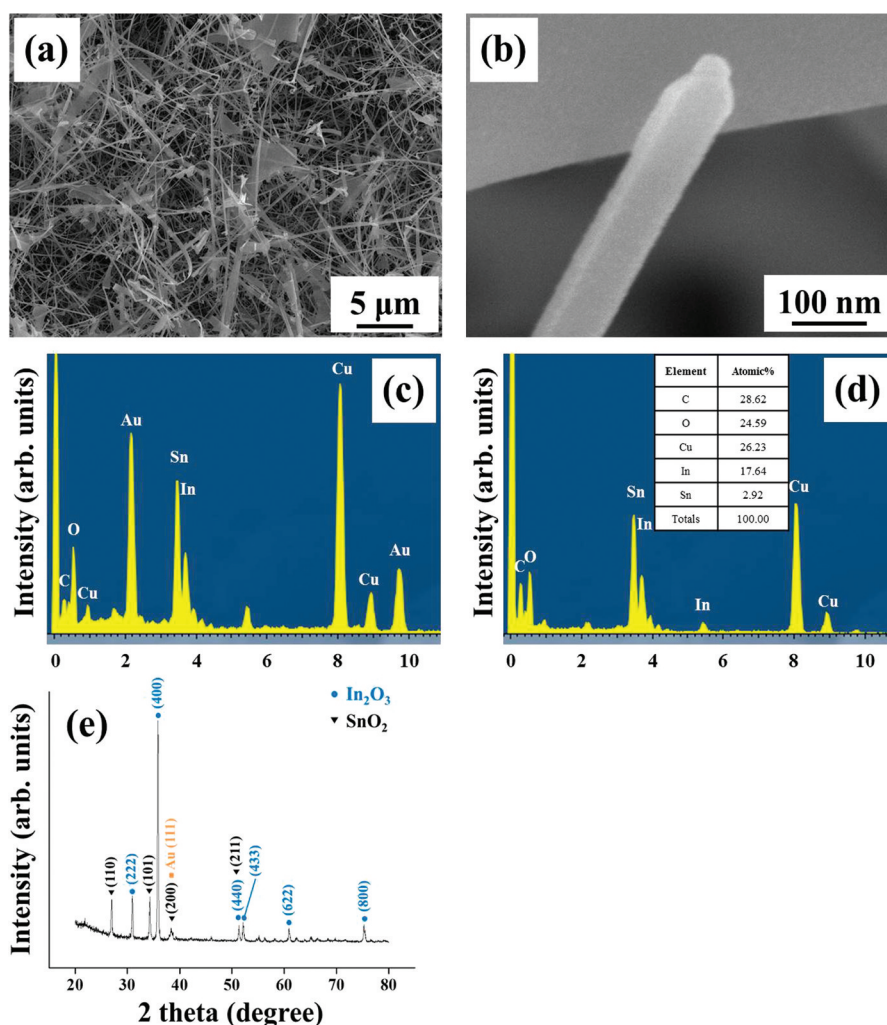 (a)
5 μm
(b)
100 nm
Intensity (arb. units)
(c)
C
O
Cu
Au
Sn
In
Cu
Cu
Au
0 2 4 6 8 10
Intensity (arb. units)
(d)
Element Atomic%
C 28.62
O 24.59
Cu 26.23
In 17.64
Sn 2.92
Totals 100.00
C
O
Sn
In
In
Cu
Cu
0 2 4 6 8 10
Intensity (arb. units)
(e)
● In₂O₃
▼ SnO₂
▼(110)
●(222)
▼(101)
●(400)
▼(200)
●Au (111)
●(440)
▼(211)
●(433)
●(622)
●(800)
20 30 40 50 60 70 80
2 theta (degree)